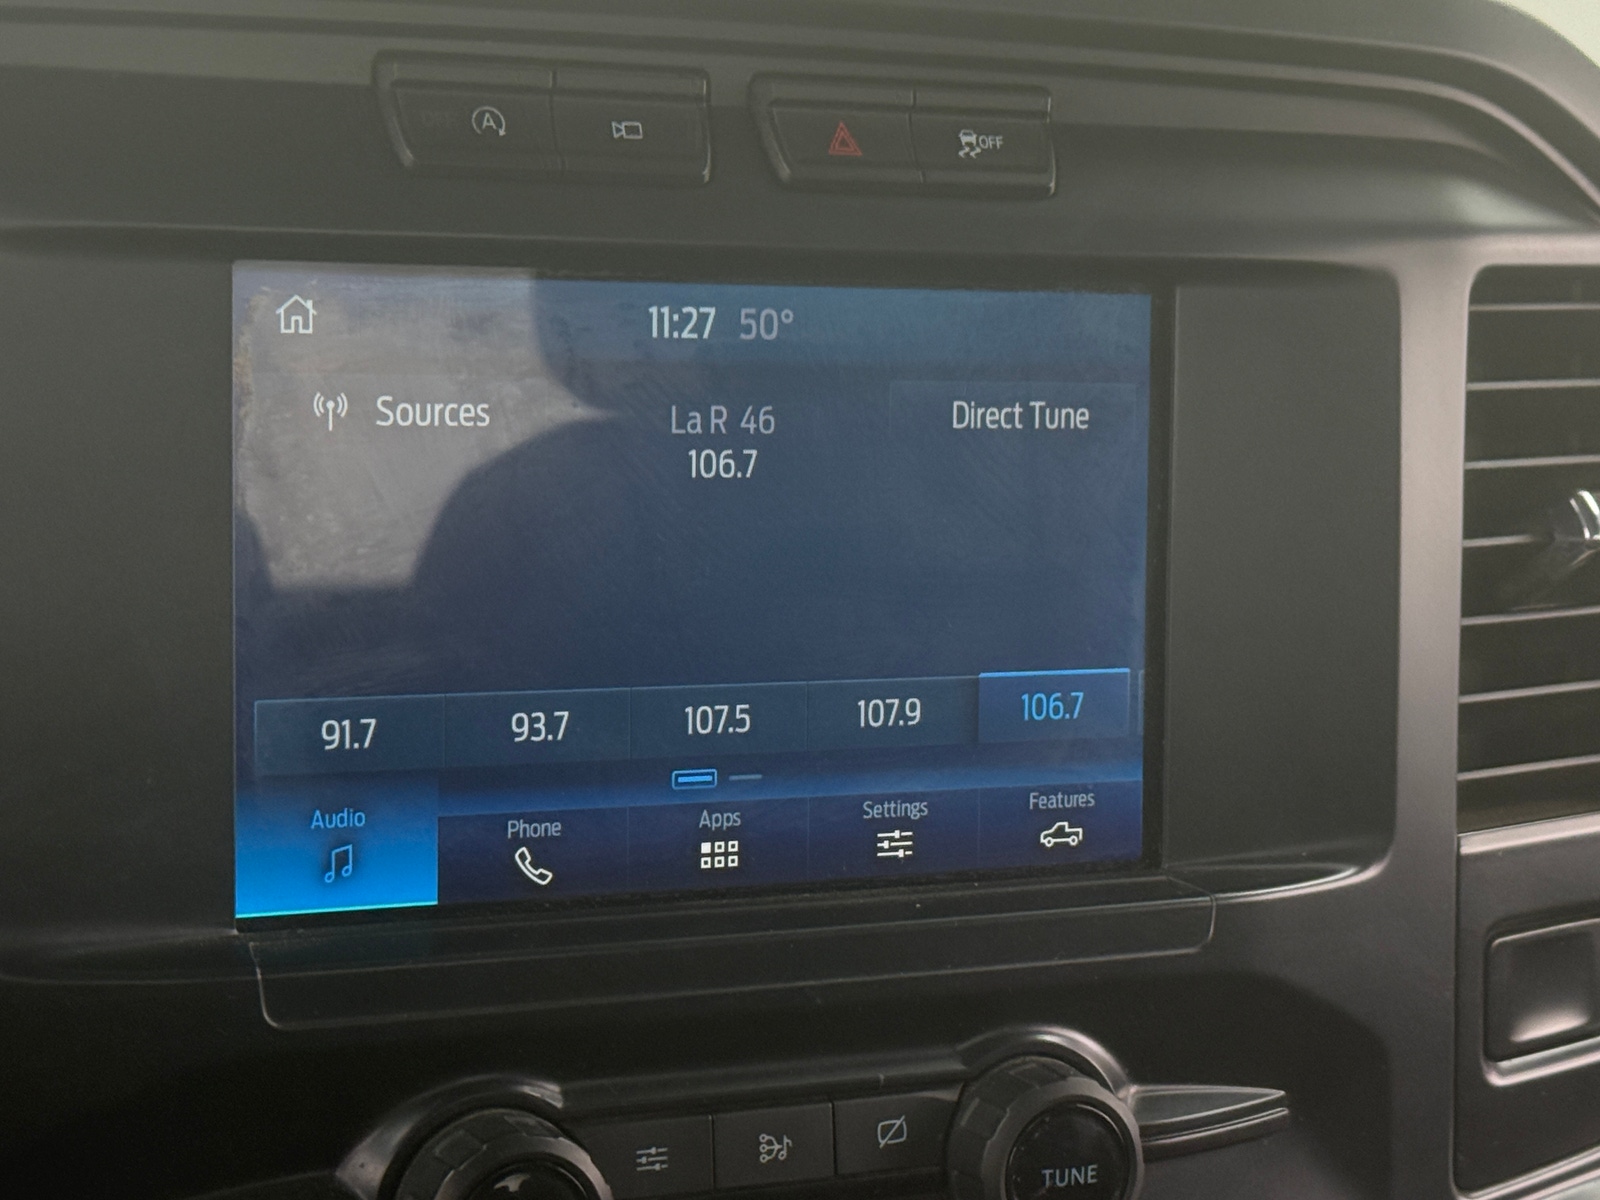 A
OFF
11:27 50°
Sources
La R 46
106.7
Direct Tune
91.7 93.7 107.5 107.9 106.7
Audio Phone Apps Settings Features
TUNE